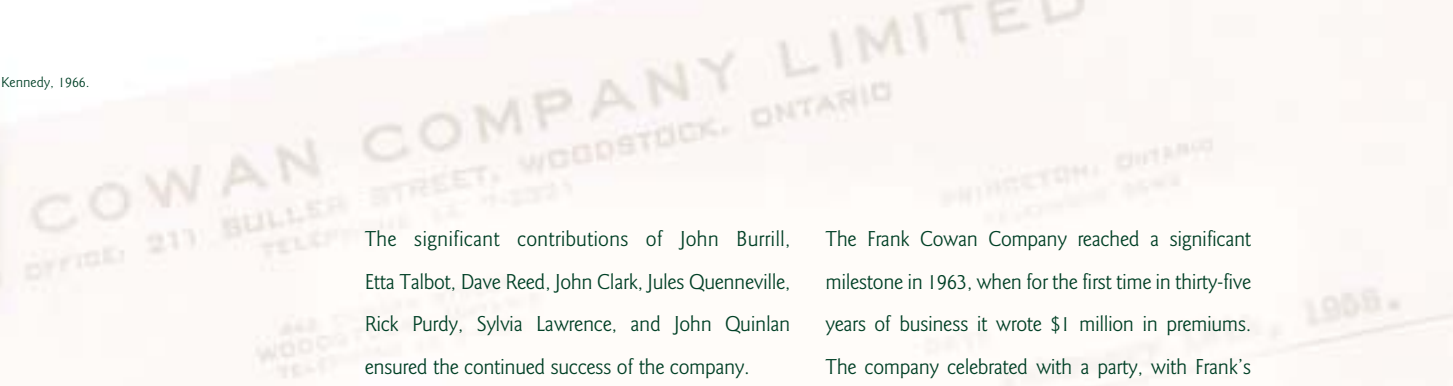 Kennedy, 1966.
COWAN COMPANY LIMITED
OFFICE: 211 BULLER STREET, WOODSTOCK, ONTARIO
PRINCETON, ONTARIO
The significant contributions of John Burrill,
Etta Talbot, Dave Reed, John Clark, Jules Quenneville,
Rick Purdy, Sylvia Lawrence, and John Quinlan
ensured the continued success of the company.
The Frank Cowan Company reached a significant
milestone in 1963, when for the first time in thirty-five
years of business it wrote $1 million in premiums.
The company celebrated with a party, with Frank's
1958.